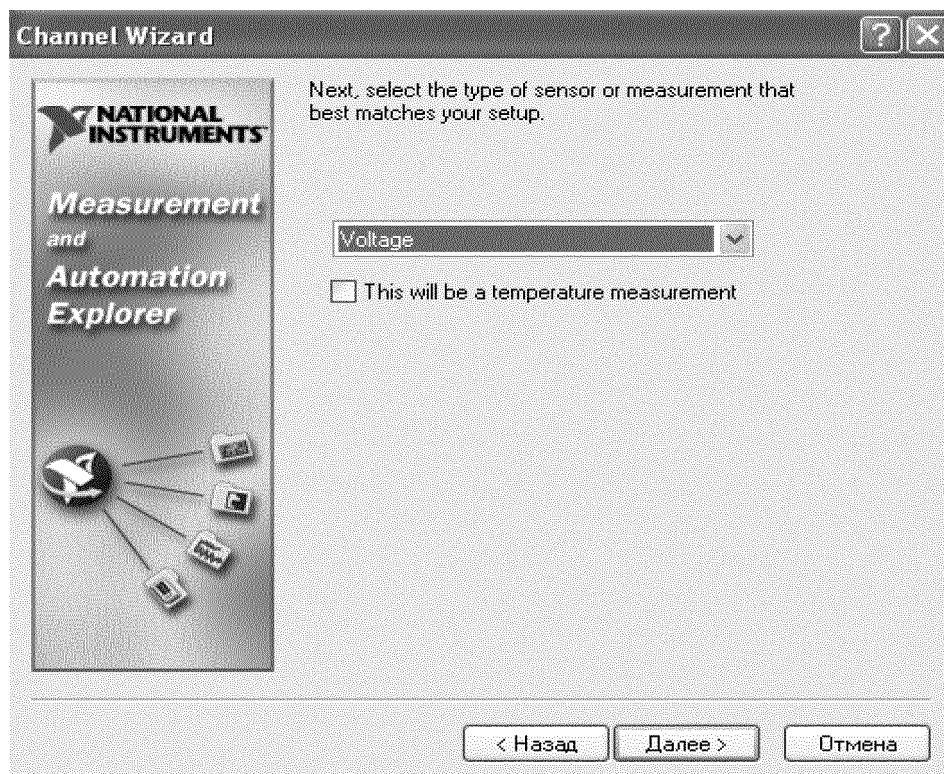 Channel Wizard
NATIONAL
INSTRUMENTS
Measurement
and
Automation
Explorer
Next, select the type of sensor or measurement that
best matches your setup.
Voltage
This will be a temperature measurement
< Назад
Далее >
Отмена